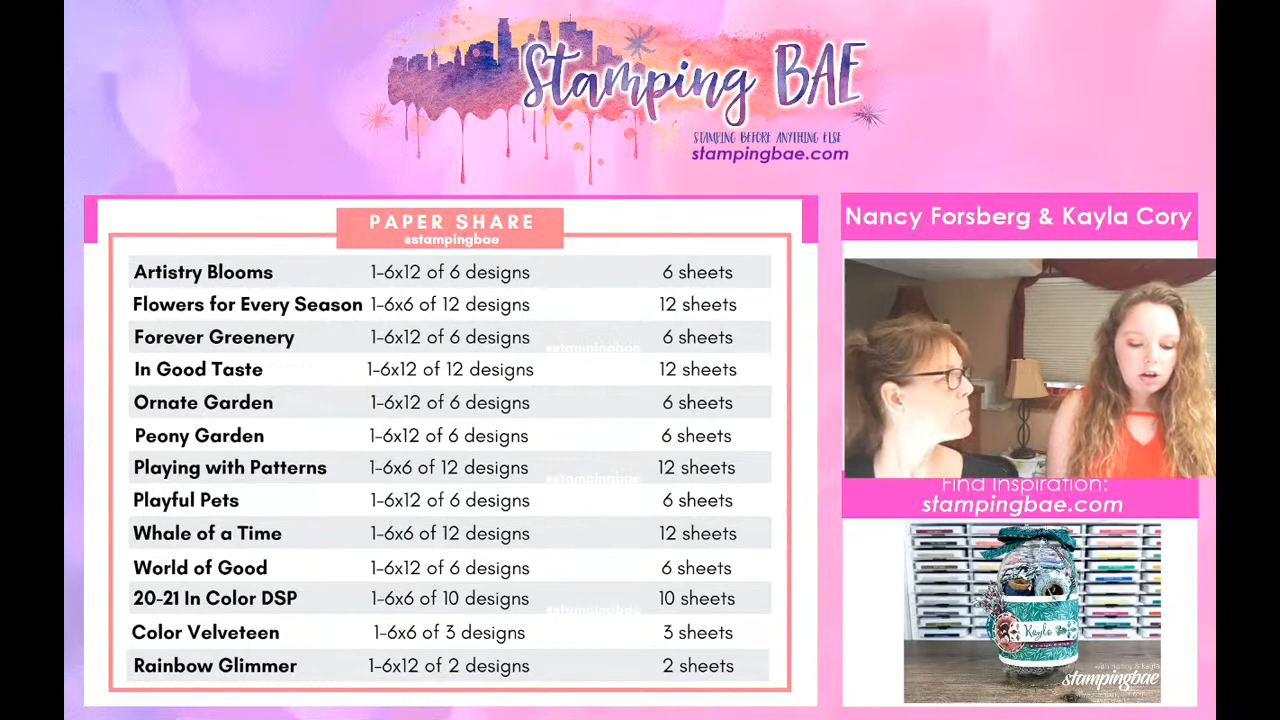 Stamping BAE
STAMPING BEFORE ANYTHING ELSE
stampingbae.com
PAPER SHARE
@stampingbae
Artistry Blooms 1-6x12 of 6 designs 6 sheets
Flowers for Every Season 1-6x6 of 12 designs 12 sheets
Forever Greenery 1-6x12 of 6 designs 6 sheets
@stampingbae
In Good Taste 1-6x12 of 12 designs 12 sheets
Ornate Garden 1-6x12 of 6 designs 6 sheets
Peony Garden 1-6x12 of 6 designs 6 sheets
Playing with Patterns 1-6x6 of 12 designs 12 sheets
@stampingbae
Playful Pets 1-6x12 of 6 designs 6 sheets
Whale of a Time 1-6x6 of 12 designs 12 sheets
World of Good 1-6x12 of 6 designs 6 sheets
20-21 In Color DSP 1-6x6 of 10 designs 10 sheets
@stampingbae
Color Velveteen 1-6x6 of 3 designs 3 sheets
Rainbow Glimmer 1-6x12 of 2 designs 2 sheets
Nancy Forsberg & Kayla Cory
Find Inspiration:
stampingbae.com
Kayla
with Nancy & Kayla
stampingbae